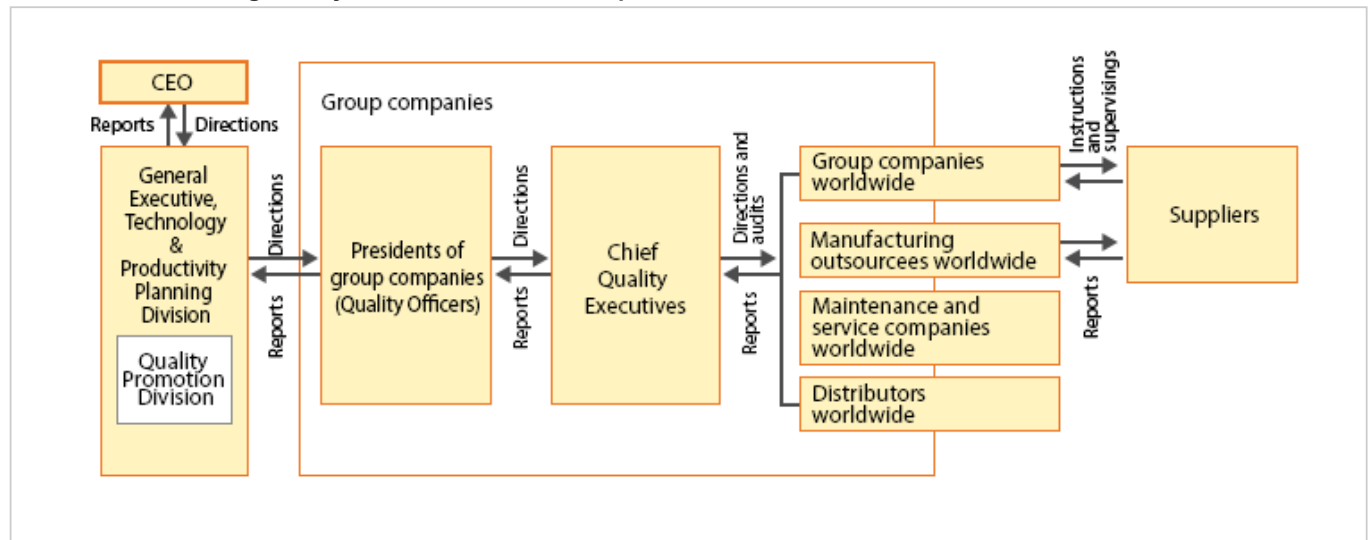 CEO
Reports
Directions
General
Executive,
Technology
&
Productivity
Planning
Division
Quality
Promotion
Division
Directions
Reports
Group companies
Presidents of
group companies
(Quality Officers)
Directions
Reports
Chief
Quality
Executives
Directions and
audits
Reports
Group companies
worldwide
Manufacturing
outsourcees worldwide
Maintenance and
service companies
worldwide
Distributors
worldwide
Instructions
and
supervisings
Reports
Suppliers